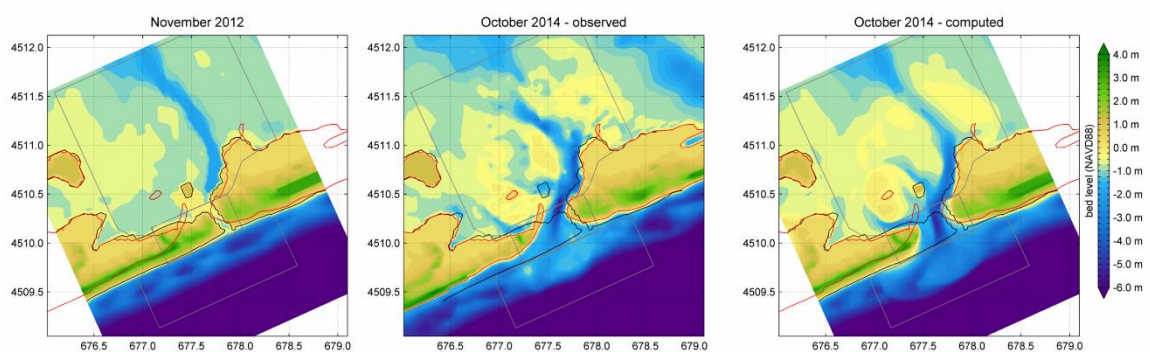 November 2012
October 2014 - observed
October 2014 - computed
4512.0
4511.5
4511.0
4510.5
4510.0
4509.5
676.5 677.0 677.5 678.0 678.5 679.0
4512.0
4511.5
4511.0
4510.5
4510.0
4509.5
676.5 677.0 677.5 678.0 678.5 679.0
4512.0
4511.5
4511.0
4510.5
4510.0
4509.5
676.5 677.0 677.5 678.0 678.5 679.0
4.0 m
3.0 m
2.0 m
1.0 m
0.0 m
-1.0 m
-2.0 m
-3.0 m
-4.0 m
-5.0 m
-6.0 m
bed level (NAVD88)